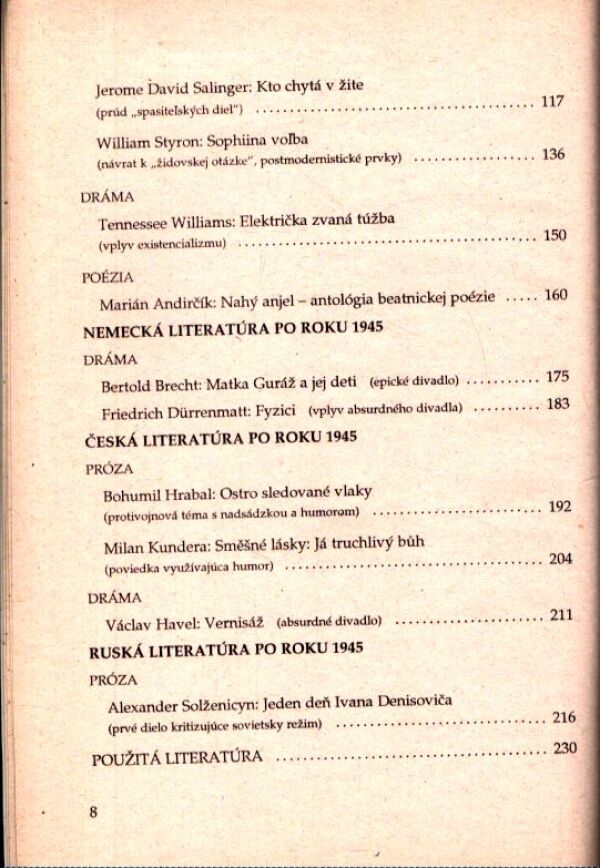 Jerome David Salinger: Kto chytá v žite
(prúd „spasiteľských diel") ........................................ 117
William Styron: Sophiina voľba
(návrat k „židovskej otázke", postmodernistické prvky) ................. 136
DRÁMA
Tennessee Williams: Električka zvaná túžba
(vplyv existencializmu) ........................................ 150
POÉZIA
Marián Andirčík: Nahý anjel – antológia beatnickej poézie ..... 160
NEMECKÁ LITERATÚRA PO ROKU 1945
DRÁMA
Bertold Brecht: Matka Guráž a jej deti (epické divadlo) ............ 175
Friedrich Dürrenmatt: Fyzici (vplyv absurdného divadla) .......... 183
ČESKÁ LITERATÚRA PO ROKU 1945
PRÓZA
Bohumil Hrabal: Ostro sledované vlaky
(protivojnová téma s nadsádzkou a humorom) ........................ 192
Milan Kundera: Směšné lásky: Já truchlivý bůh
(poviedka využívajúca humor) ..................................... 204
DRÁMA
Václav Havel: Vernisáž (absurdné divadlo) ...................... 211
RUSKÁ LITERATÚRA PO ROKU 1945
PRÓZA
Alexander Solženicyn: Jeden deň Ivana Denisoviča
(prvé dielo kritizujúce sovietsky režim) .............................. 216
POUŽITÁ LITERATÚRA ....................................... 230
8